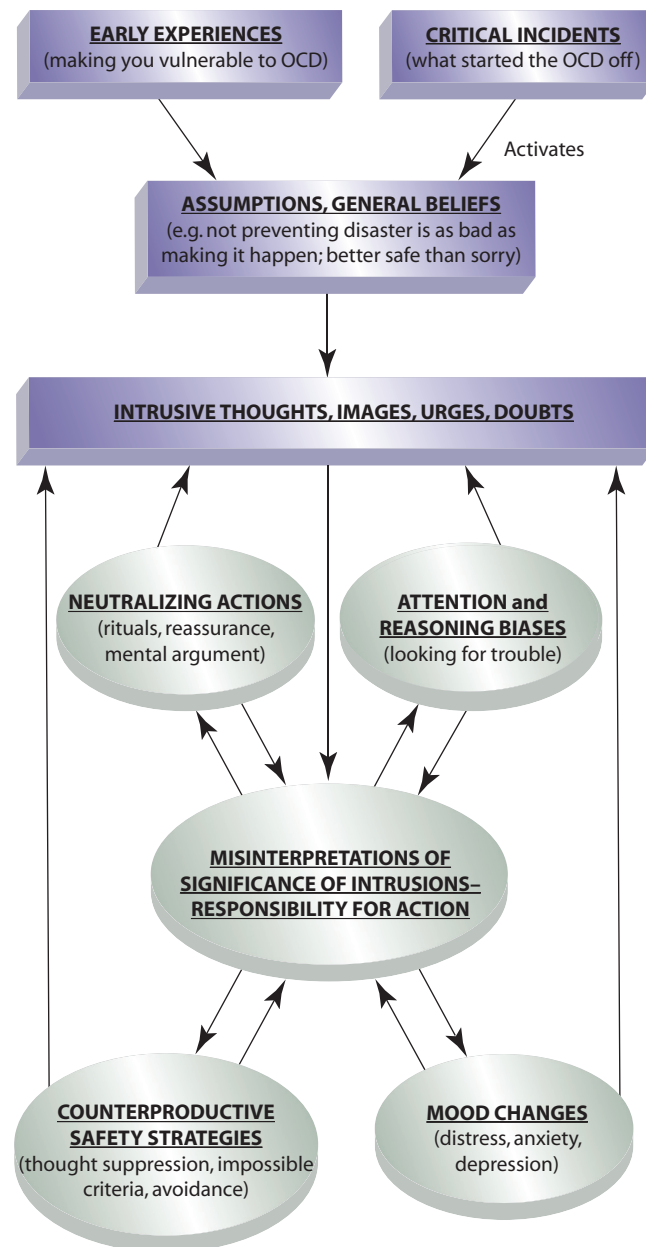 EARLY EXPERIENCES
(making you vulnerable to OCD)
CRITICAL INCIDENTS
(what started the OCD off)
Activates
ASSUMPTIONS, GENERAL BELIEFS
(e.g. not preventing disaster is as bad as
making it happen; better safe than sorry)
INTRUSIVE THOUGHTS, IMAGES, URGES, DOUBTS
NEUTRALIZING ACTIONS
(rituals, reassurance,
mental argument)
ATTENTION and
REASONING BIASES
(looking for trouble)
MISINTERPRETATIONS OF
SIGNIFICANCE OF INTRUSIONS–
RESPONSIBILITY FOR ACTION
COUNTERPRODUCTIVE
SAFETY STRATEGIES
(thought suppression, impossible
criteria, avoidance)
MOOD CHANGES
(distress, anxiety,
depression)